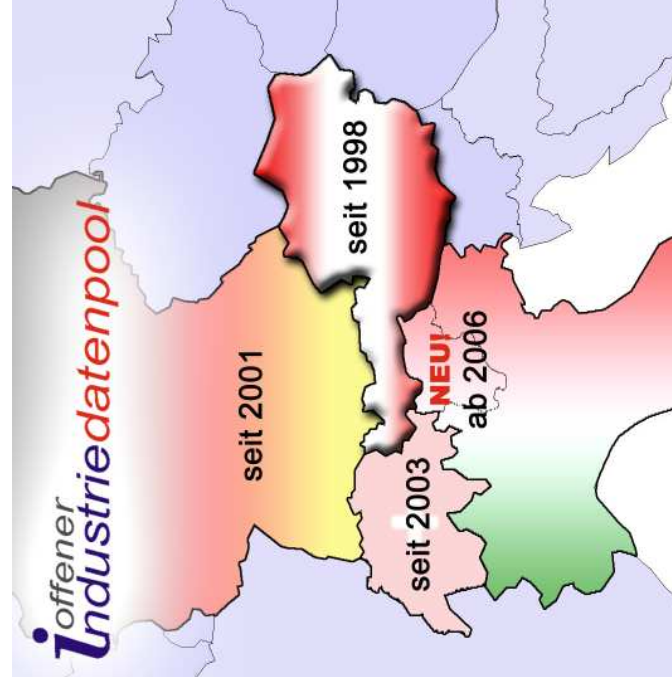 offener
industriedatenpool
seit 2001
seit 1998
seit 2003
NEU!
ab 2006